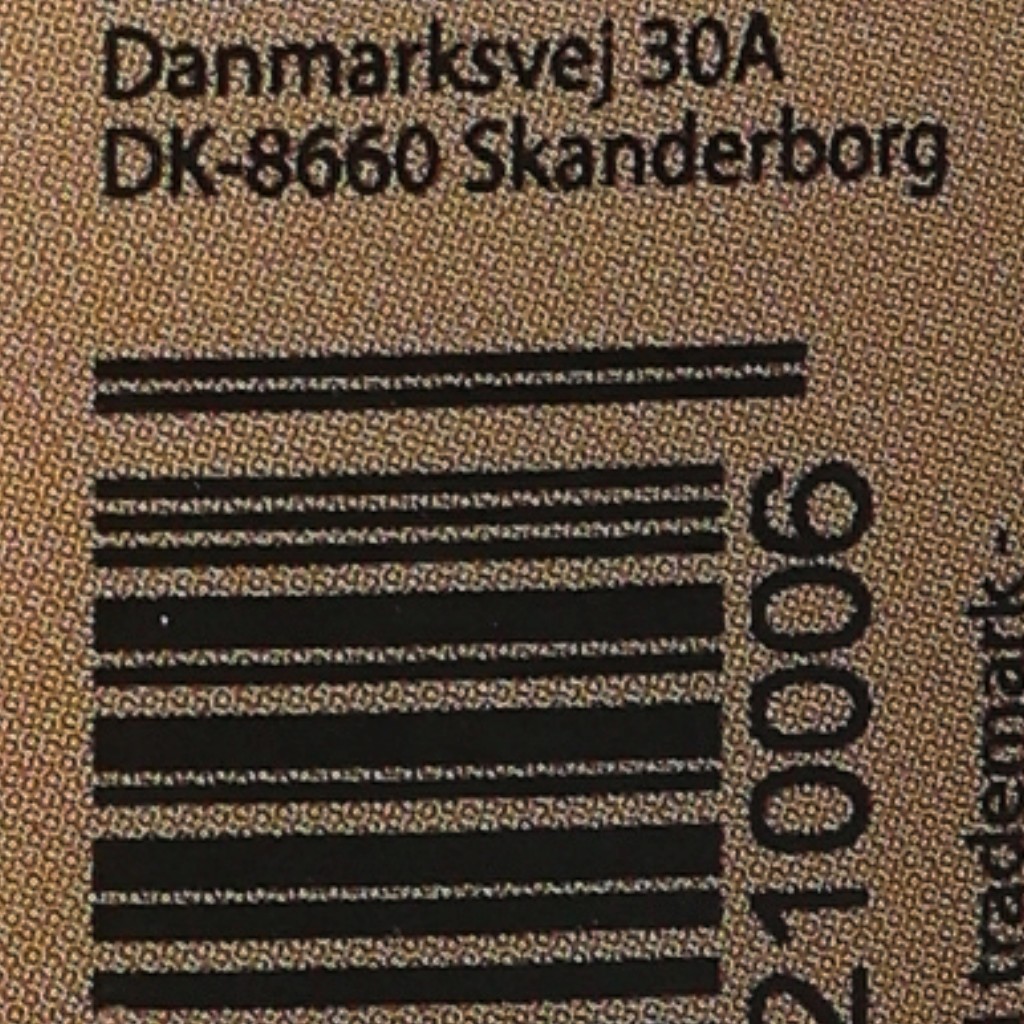 Danmarksvej 30A
DK-8660 Skanderborg
210006
trademark -